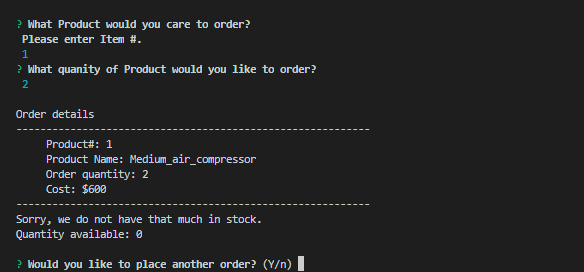 ? What Product would you care to order?
Please enter Item #.
1
? What quanity of Product would you like to order?
2
Order details
-----------------------------------------------------------
Product#: 1
Product Name: Medium_air_compressor
Order quantity: 2
Cost: $600
-----------------------------------------------------------
Sorry, we do not have that much in stock.
Quantity available: 0
? Would you like to place another order? (Y/n)